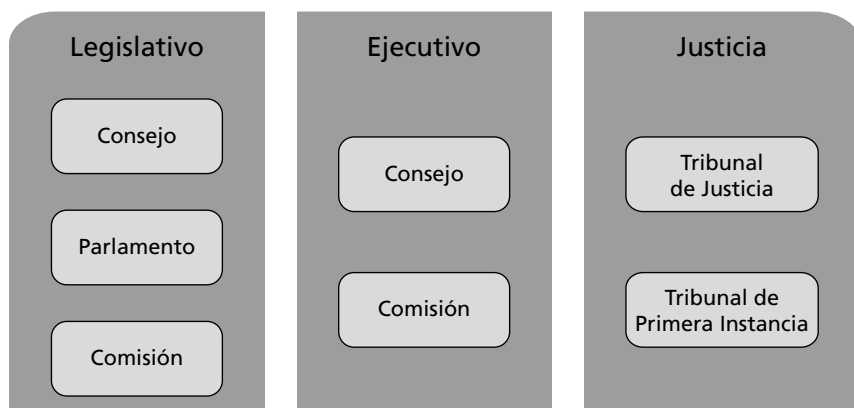 Legislativo
Consejo
Parlamento
Comisión
Ejecutivo
Consejo
Comisión
Justicia
Tribunal
de Justicia
Tribunal de
Primera Instancia